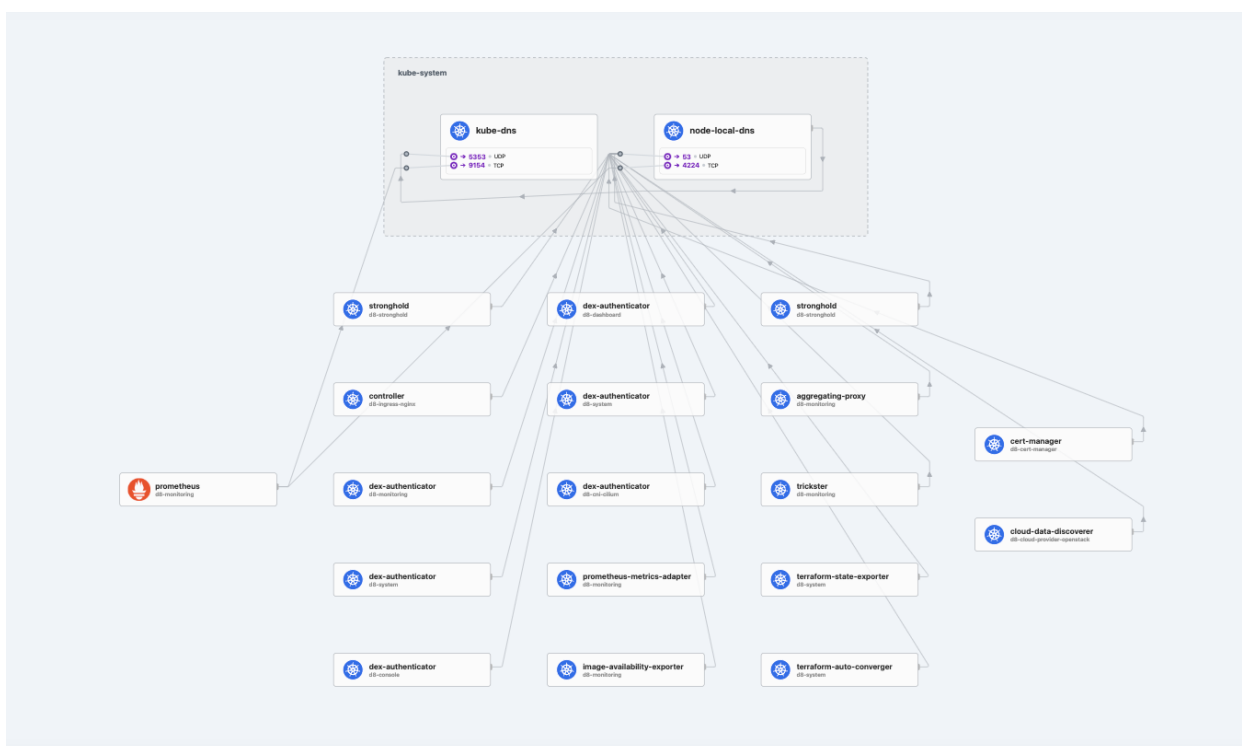 kube-system
kube-dns
→ 5353 • UDP
→ 9154 • TCP
node-local-dns
→ 53 • UDP
→ 4224 • TCP
stronghold
d8-stronghold
dex-authenticator
d8-dashboard
stronghold
d8-stronghold
controller
d8-ingress-nginx
dex-authenticator
d8-system
aggregating-proxy
d8-monitoring
cert-manager
d8-cert-manager
prometheus
d8-monitoring
dex-authenticator
d8-monitoring
dex-authenticator
d8-cni-cilium
trickster
d8-monitoring
cloud-data-discoverer
d8-cloud-provider-openstack
dex-authenticator
d8-system
prometheus-metrics-adapter
d8-monitoring
terraform-state-exporter
d8-system
dex-authenticator
d8-console
image-availability-exporter
d8-monitoring
terraform-auto-converger
d8-system